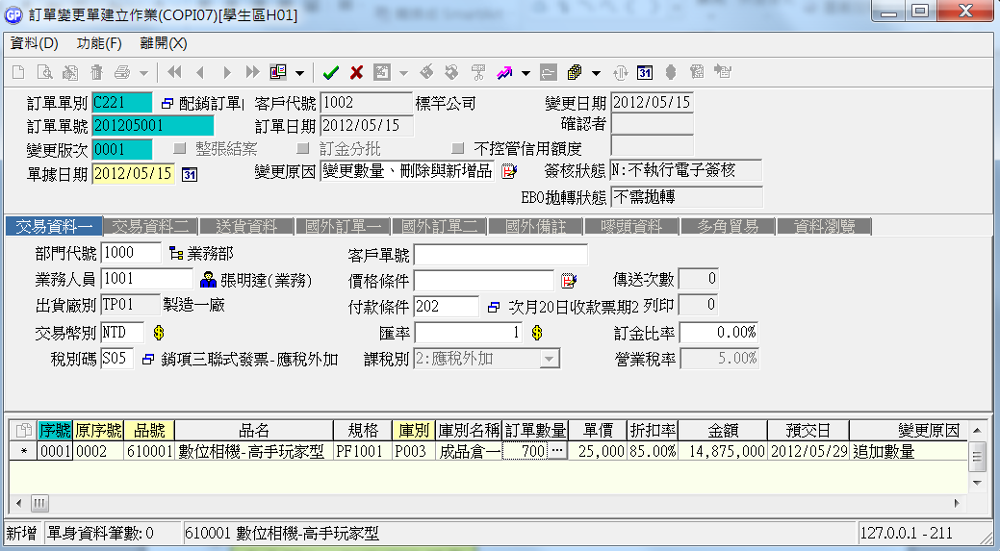 訂單變更單建立作業(COPI07)[學生區H01]
資料(D) 功能(F) 離開(X)
訂單單別 C221 配銷訂單 客戶代號 1002 標竿公司 變更日期 2012/05/15
訂單單號 201205001 訂單日期 2012/05/15 確認者
變更版次 0001 整張結案 訂金分批 不控管信用額度
單據日期 2012/05/15 變更原因 變更數量、刪除與新增品 簽核狀態 N:不執行電子簽核
EBO拋轉狀態 不需拋轉
交易資料一 交易資料二 送貨資料 國外訂單一 國外訂單二 國外備註 嘜頭資料 多角貿易 資料瀏覽
部門代號 1000 業務部 客戶單號
業務人員 1001 張明達(業務) 價格條件 傳送次數 0
出貨廠別 TP01 製造一廠 付款條件 202 次月20日收款票期2 列印 0
交易幣別 NTD 匯率 1 訂金比率 0.00%
稅別碼 S05 銷項三聯式發票-應稅外加 課稅別 2:應稅外加 營業稅率 5.00%
序號 原序號 品號 品名 規格 庫別 庫別名稱 訂單數量 單價 折扣率 金額 預交日 變更原因
* 0001 0002 610001 數位相機-高手玩家型 PF1001 P003 成品倉一 700 ... 25,000 85.00% 14,875,000 2012/05/29 追加數量
新增 單身資料筆數: 0 610001 數位相機-高手玩家型 127.0.0.1 - 211